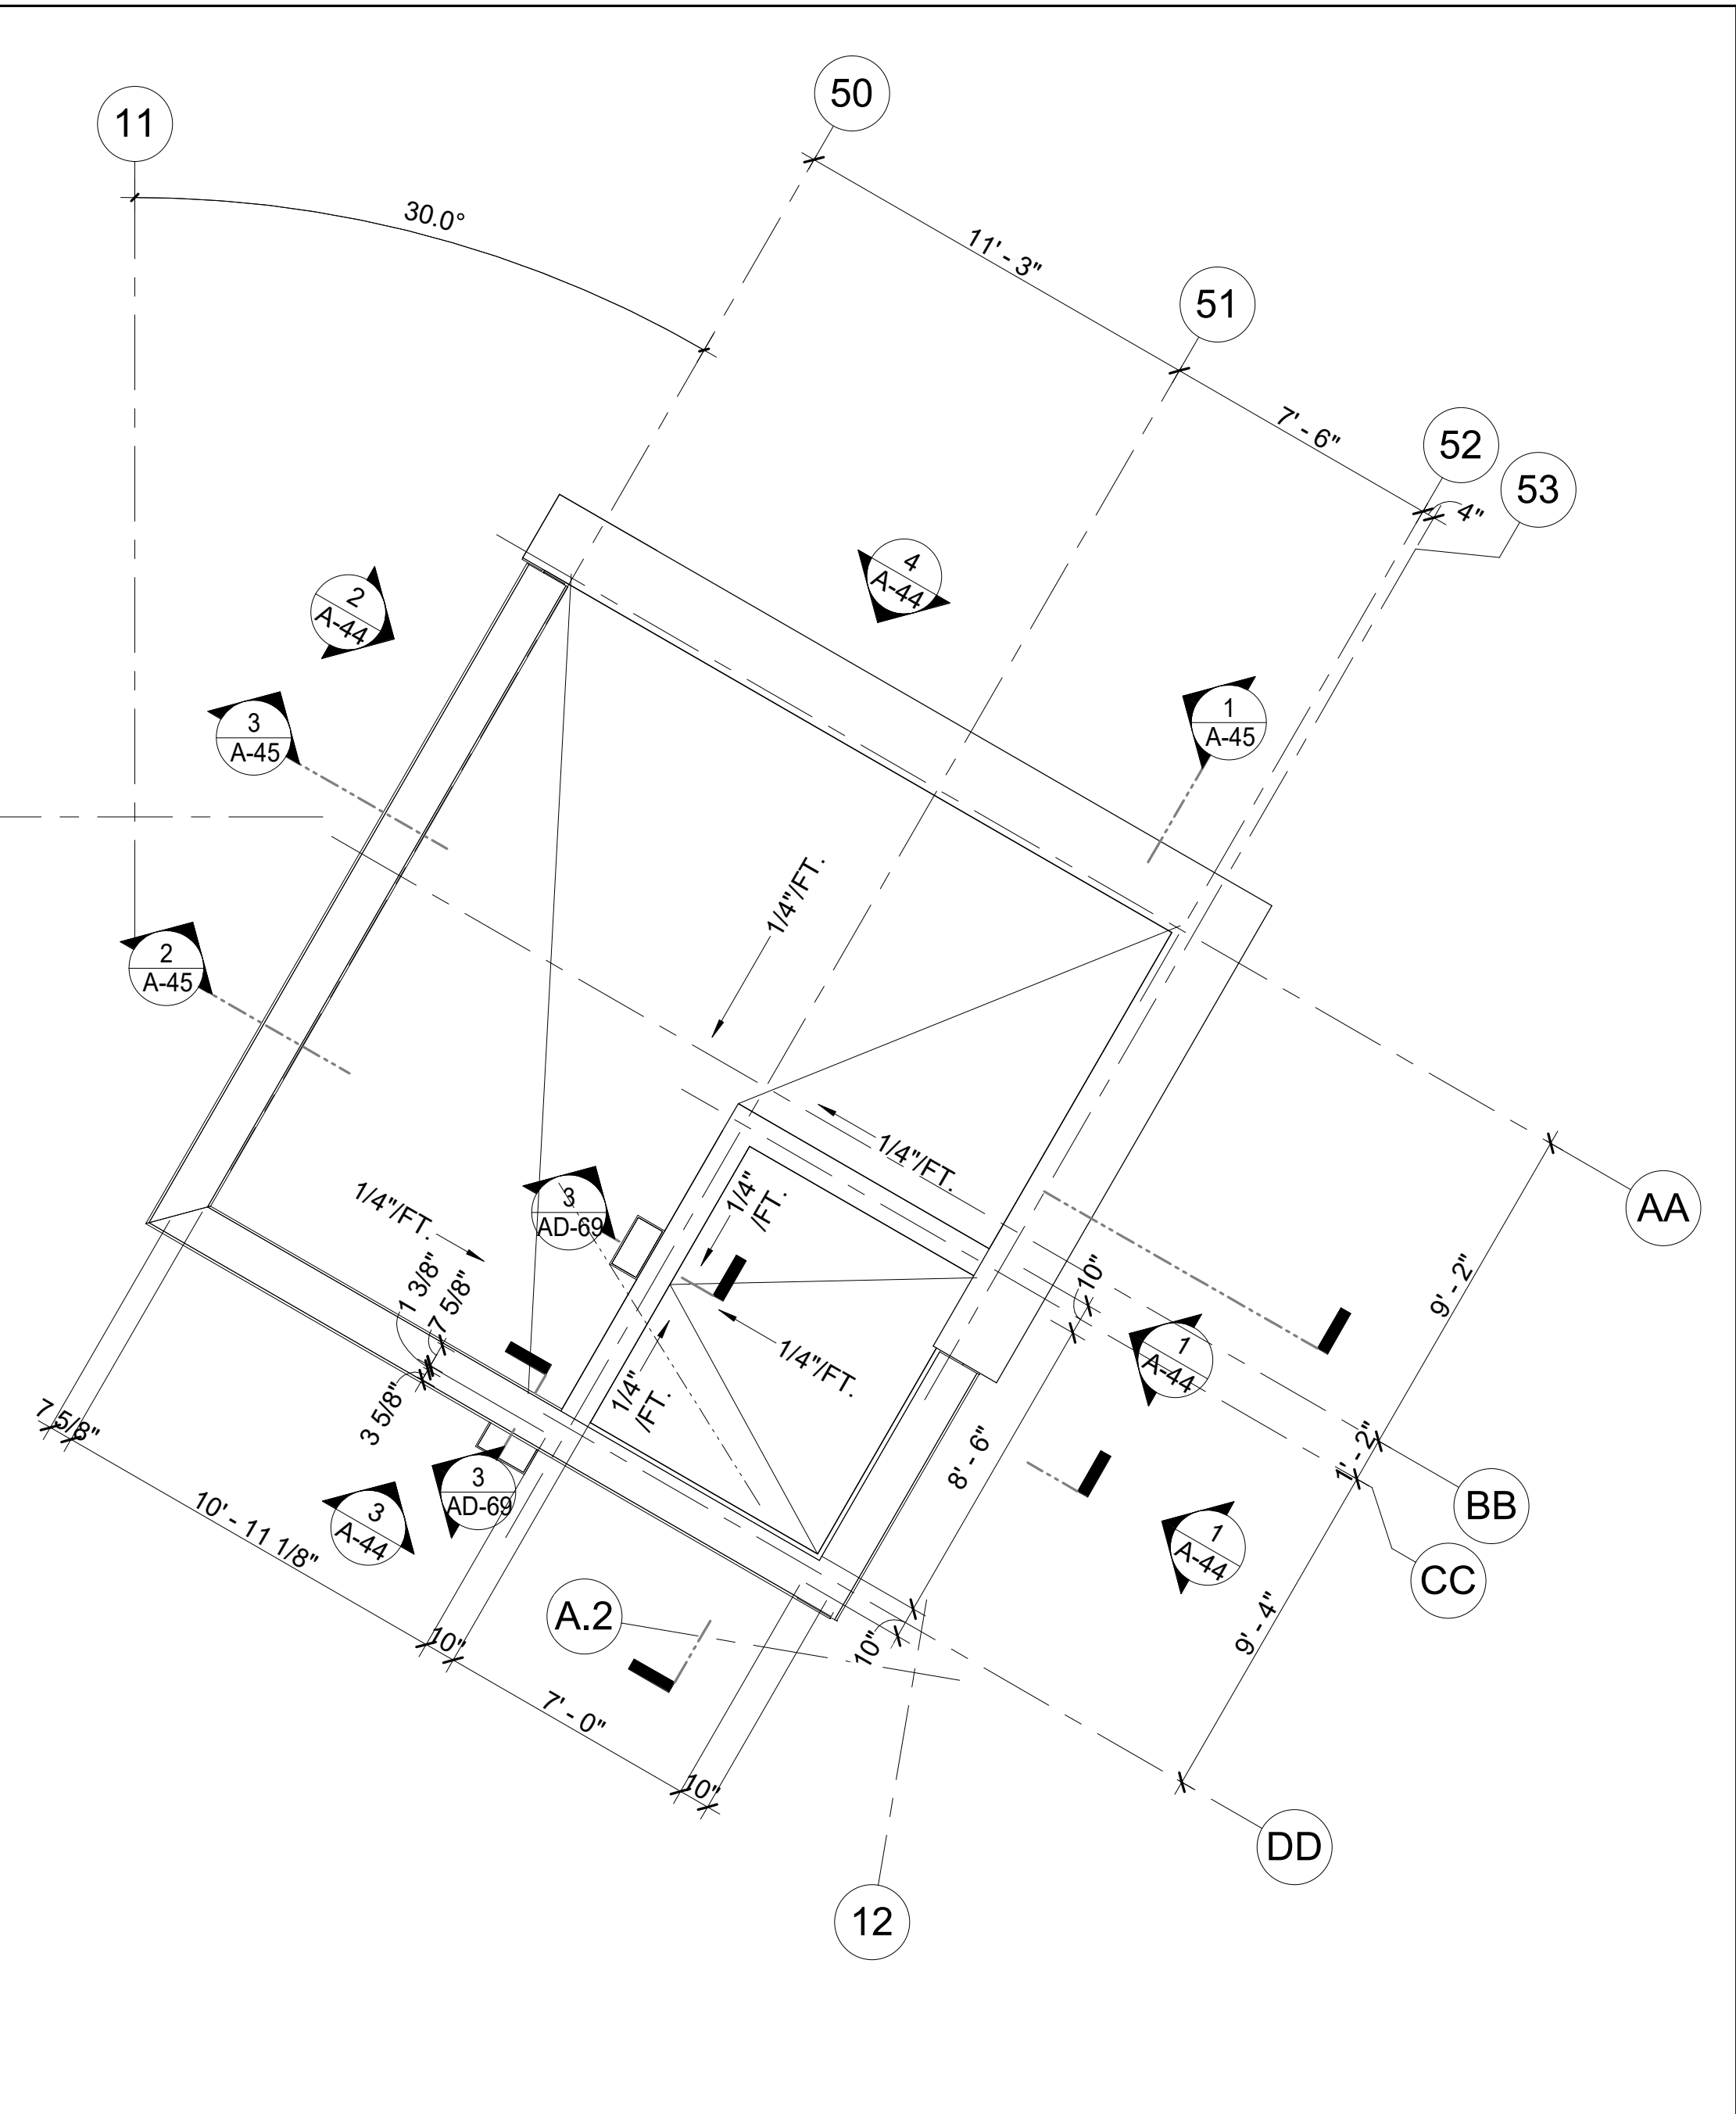 50
11
30.0°
11' - 3"
51
7' - 6"
52
53
4"
4
A-44
2
A-44
3
A-45
1
A-45
1/4"/FT.
2
A-45
1/4"/FT.
AA
3
AD-69
1/4"
/FT.
1/4"/FT.
1 3/8"
7 5/8"
10"
9' - 2"
1/4"/FT.
1
A-44
1/4"
/FT.
3 5/8"
7 5/8"
8' - 6"
1' - 2"
BB
3
AD-69
10' - 11 1/8"
3
A-44
1
A-44
CC
A.2
10"
10"
9' - 4"
7' - 0"
10"
DD
12